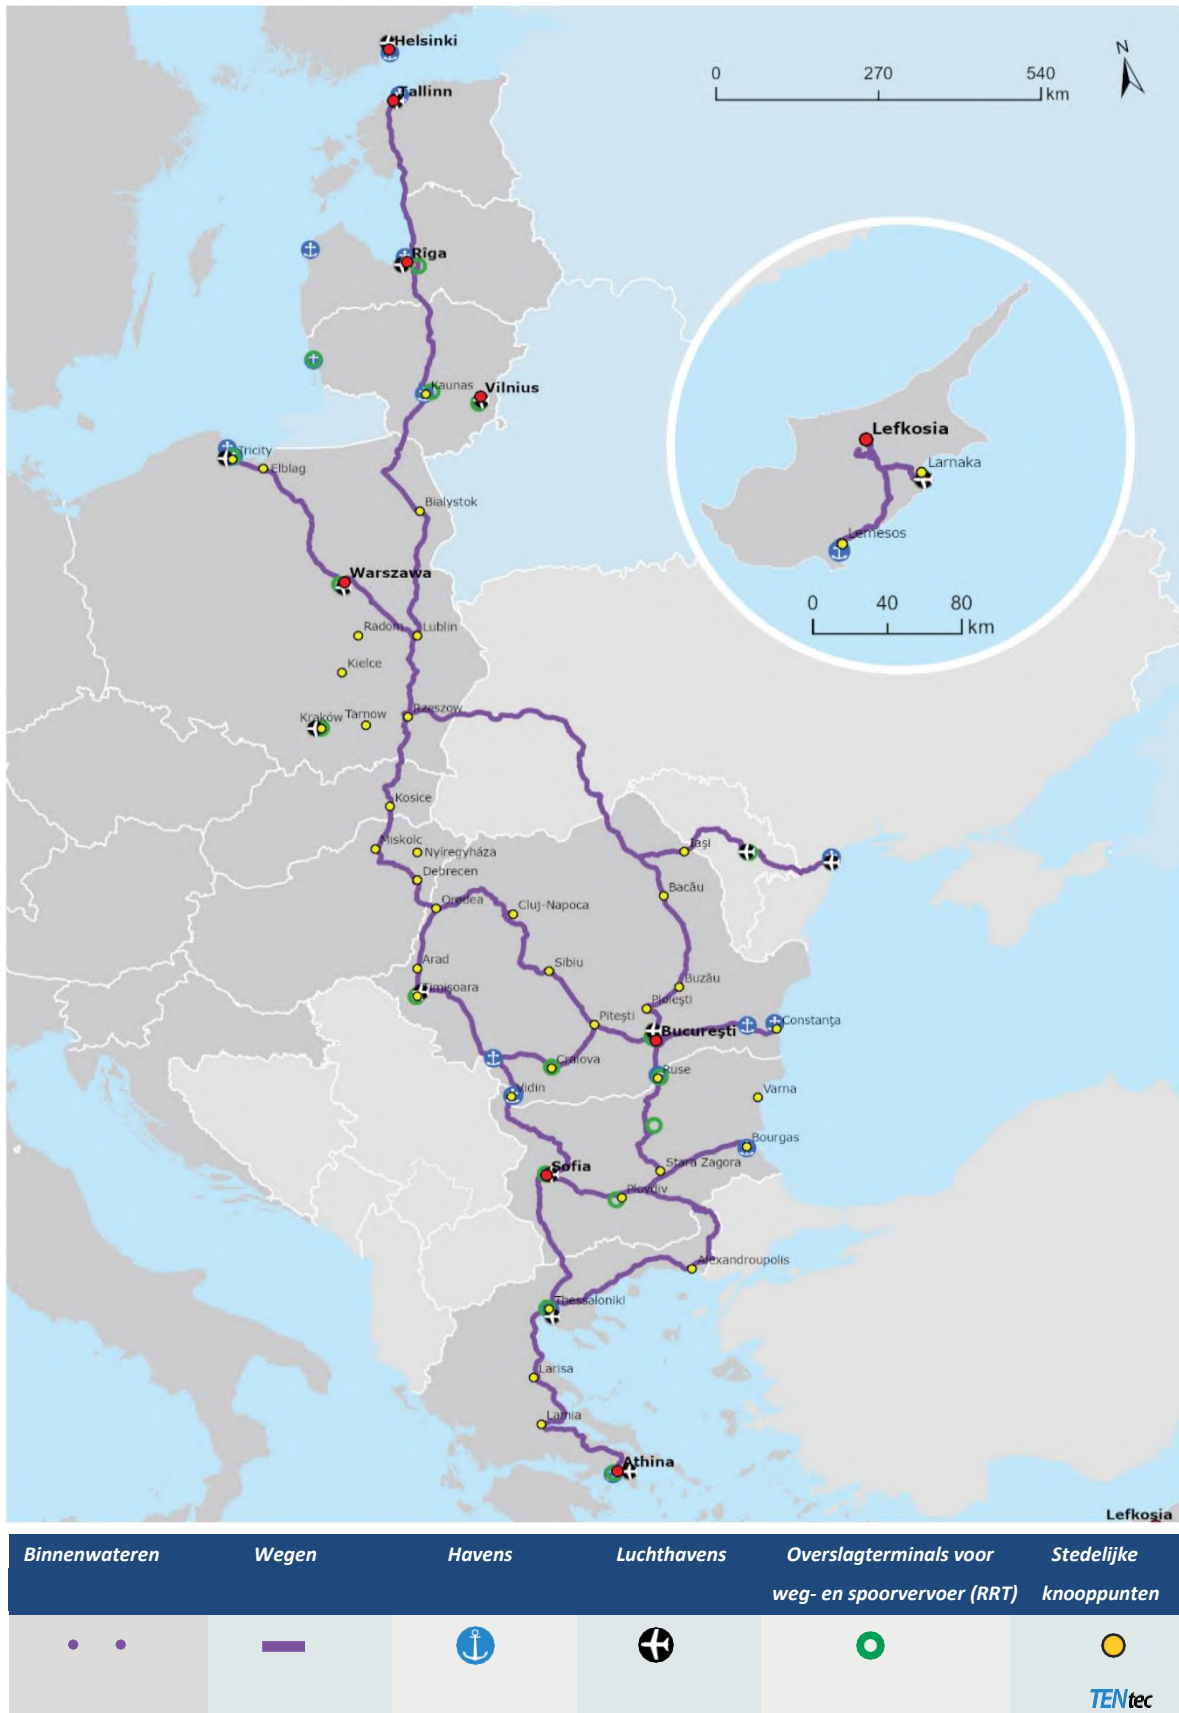 Helsinki
N
0 270 540
km
Tallinn
Rīga
Kaunas
Vilnius
Tricity
Elblag
Lefkosia
Larnaka
Bialystok
Lemesos
Warszawa
0 40 80
km
Radom
Lublin
Kielce
Kraków
Tarnow
Rzeszow
Kosice
Miskolc
Nyíregyháza
Iaşi
Debrecen
Bacău
Oradea
Cluj-Napoca
Arad
Sibiu
Timişoara
Buzău
Ploieşti
Piteşti
Bucureşti
Constanţa
Craiova
Ruse
Vidin
Varna
Bourgas
Sofia
Stara Zagora
Plovdiv
Alexandroupolis
Thessaloniki
Larisa
Lamia
Athina
Lefkosia
Binnenwateren Wegen Havens Luchthavens Overslagterminals voor Stedelijke
weg- en spoorvervoer (RRT) knooppunten
TENtec